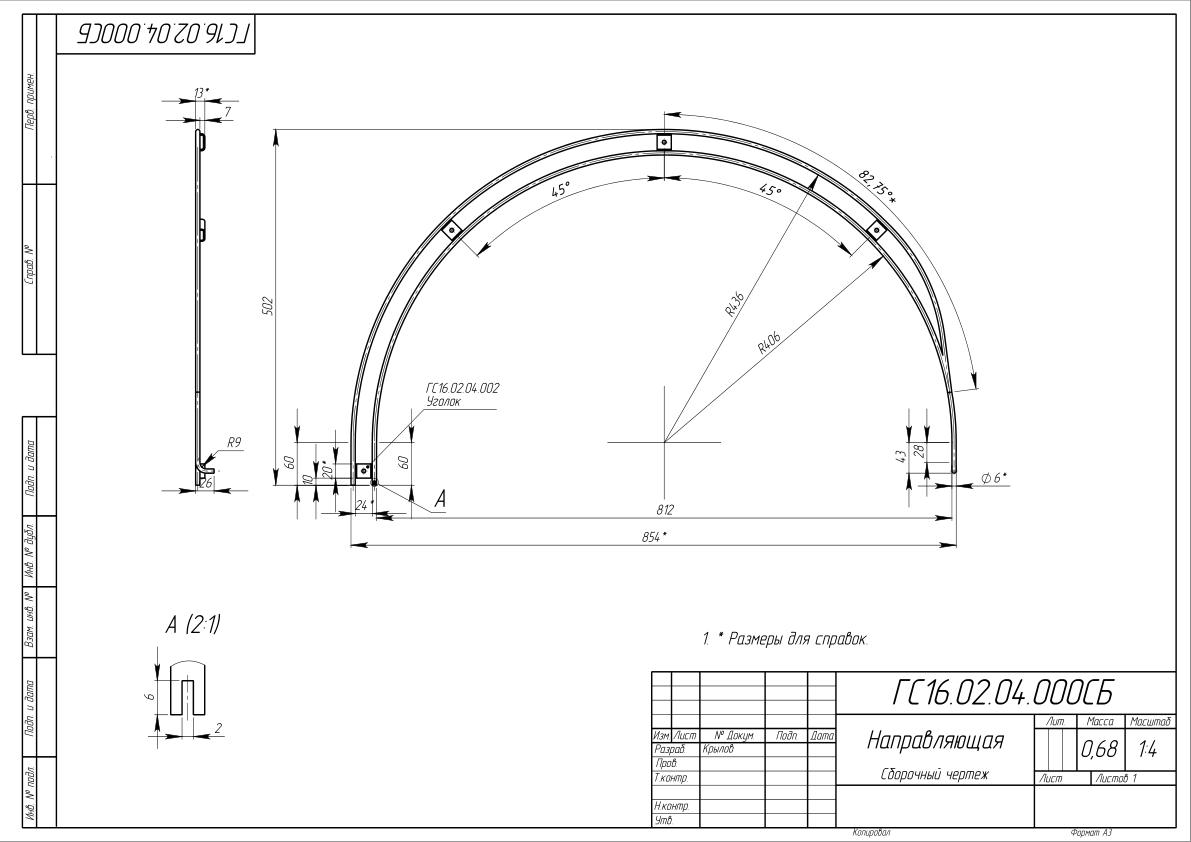 ГС16.02.04.000СБ
Перв. примен.
Справ. №
Подп. и дата
Инв. № дубл.
Взам. инв. №
Подп. и дата
Инв. № подл.
13*
7
R9
26
502
45°
45°
82,75°*
R436
R406
ГС16.02.04.002
Уголок
60
10
20*
60
24*
А
43
28
Ф6*
812
854*
А (2:1)
6
2
1. * Размеры для справок.
ГС16.02.04.000СБ
Изм. Лист № Докум. Подп. Дата
Разраб. Крылов
Пров.
Т.контр.
Н.контр.
Утв.
Направляющая
Сборочный чертеж
Лит. Масса Масштаб
0,68 1:4
Лист Листов 1
Копировал Формат А3